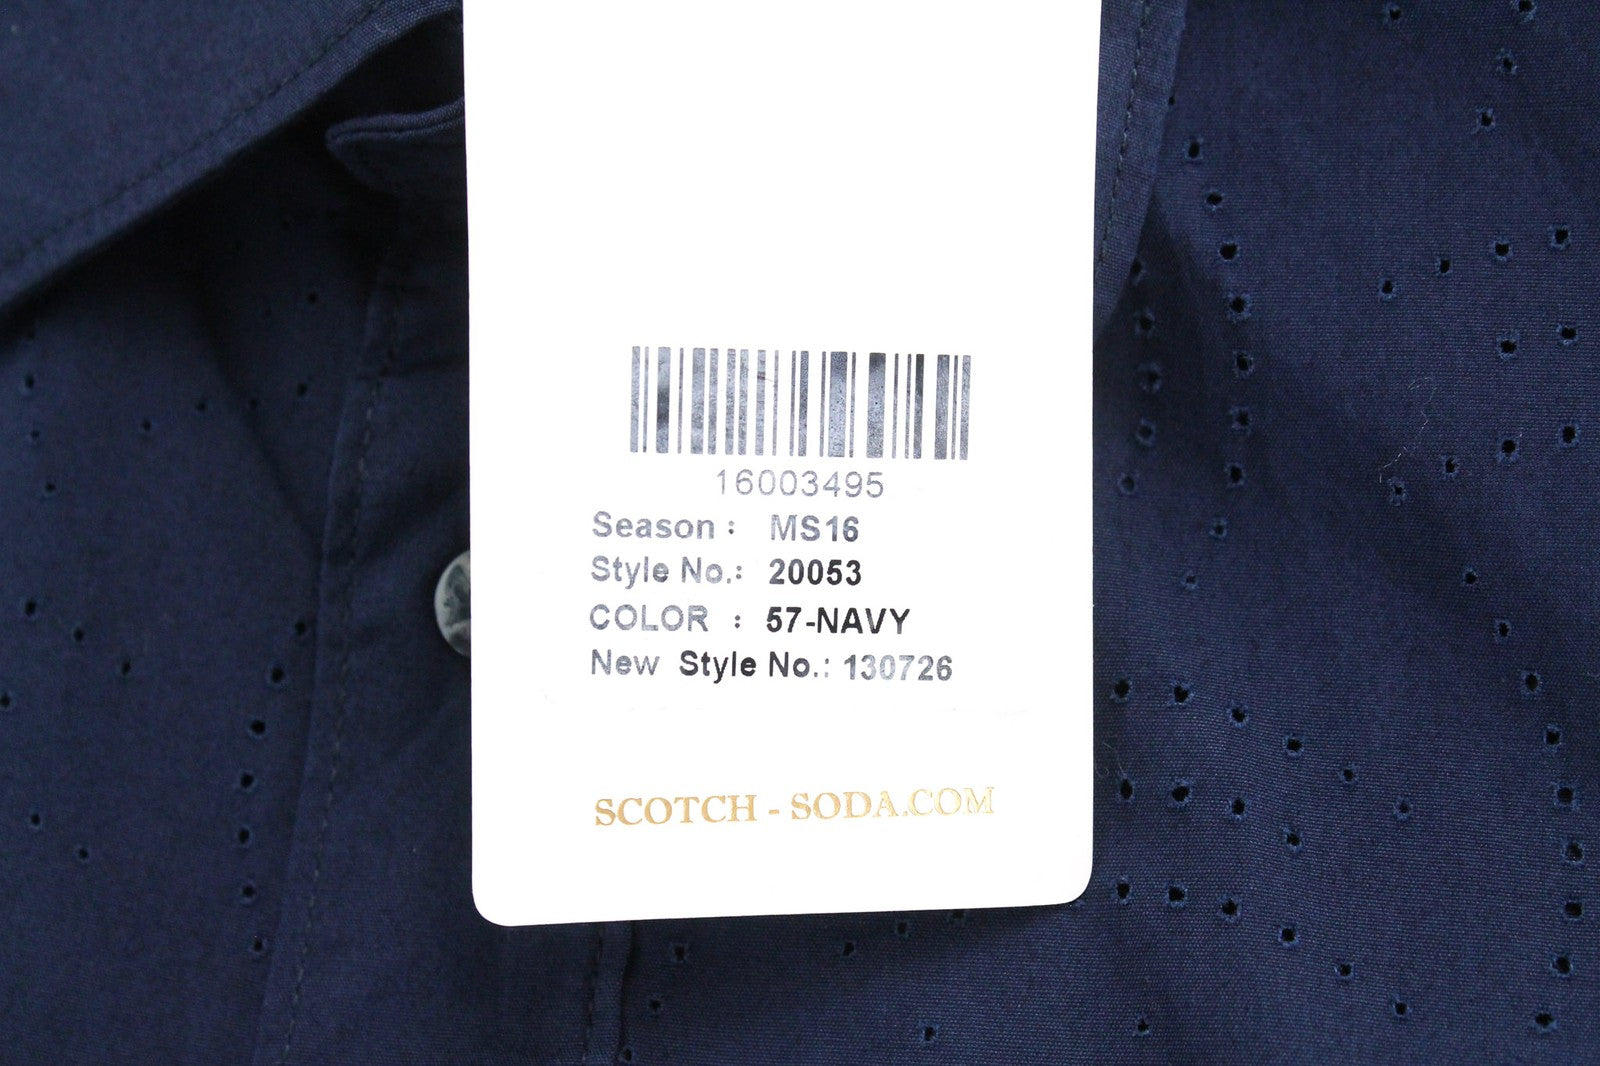 16003495
Season : MS16
Style No.: 20053
COLOR : 57-NAVY
New Style No.: 130726
SCOTCH - SODA.COM